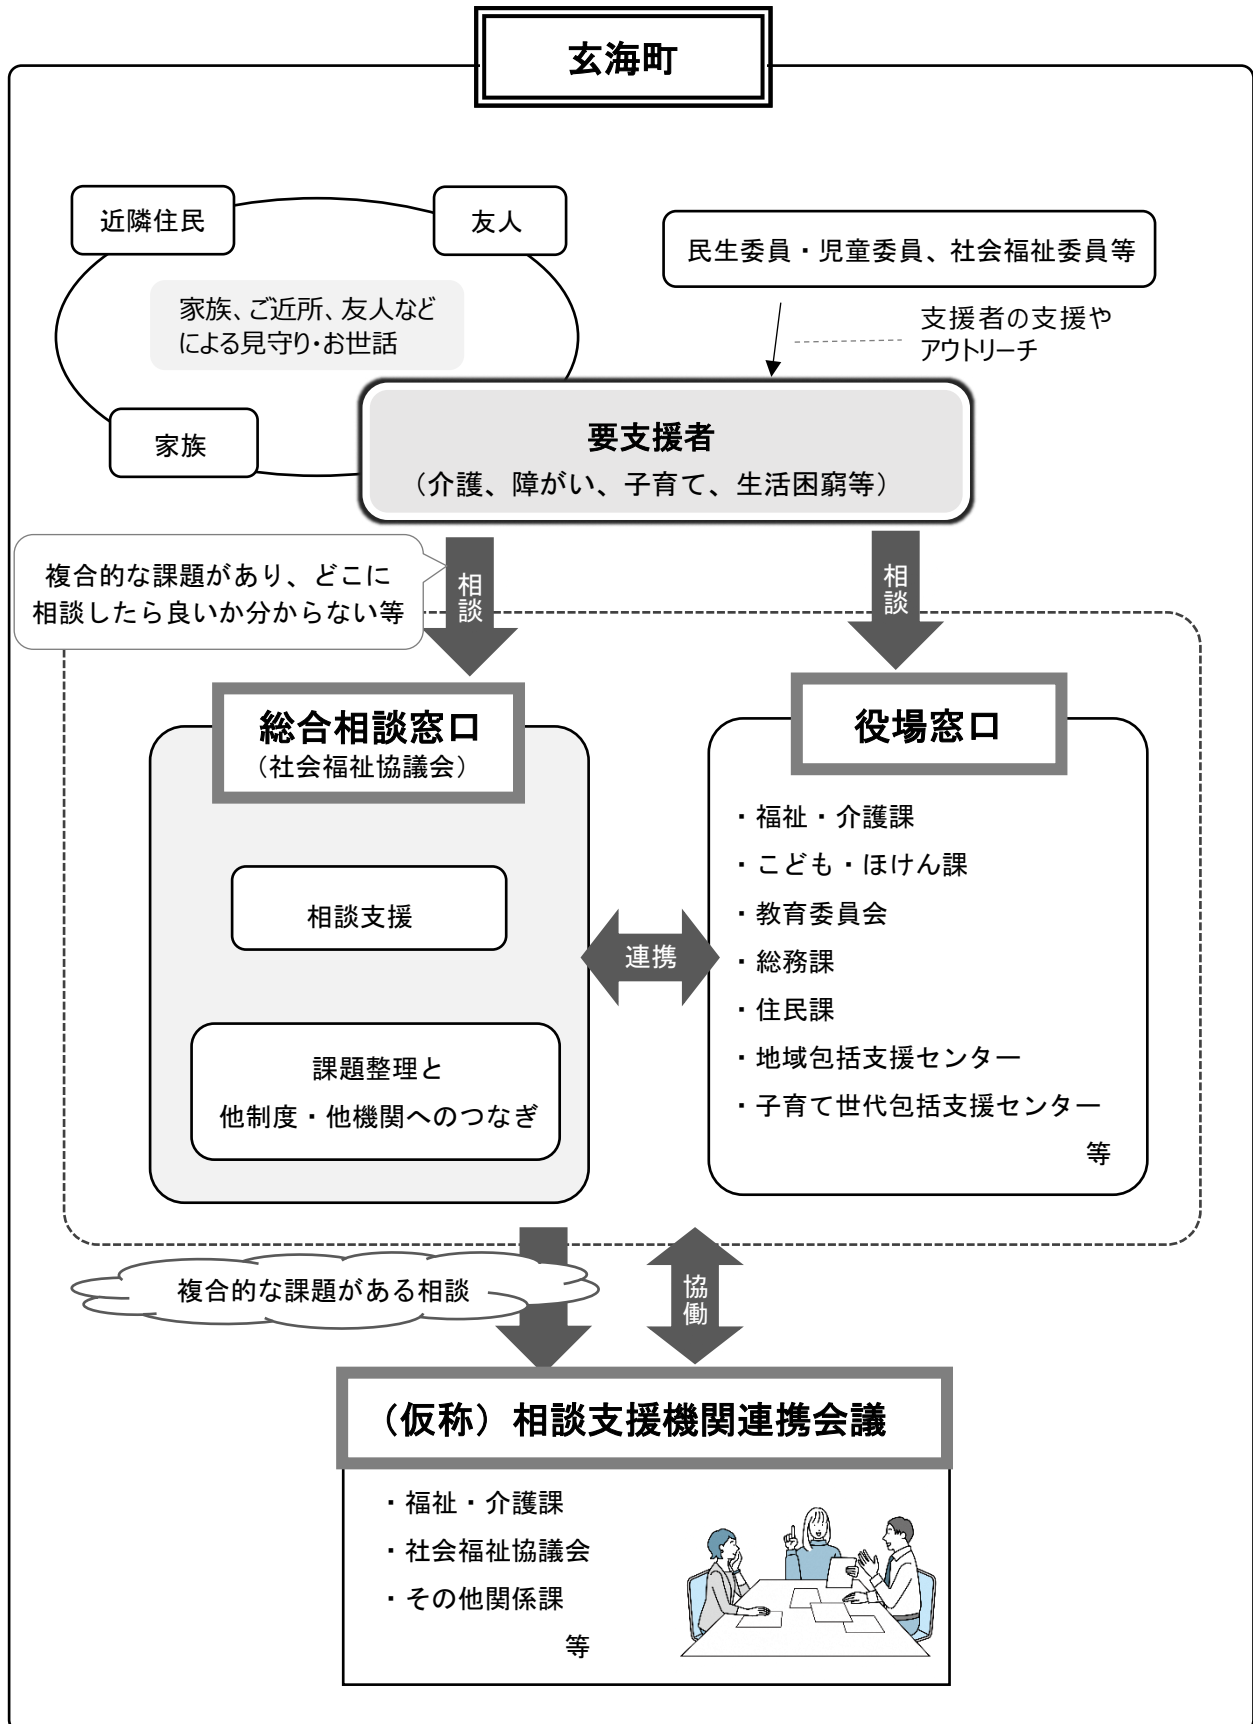 玄海町
近隣住民
友人
家族、ご近所、友人など
による見守り・お世話
家族
民生委員・児童委員、社会福祉委員等
支援者の支援や
アウトリーチ
要支援者
（介護、障がい、子育て、生活困窮等）
複合的な課題があり、どこに
相談したら良いか分からない等
相談
相談
総合相談窓口
（社会福祉協議会）
相談支援
課題整理と
他制度・他機関へのつなぎ
連携
役場窓口
・福祉・介護課
・こども・ほけん課
・教育委員会
・総務課
・住民課
・地域包括支援センター
・子育て世代包括支援センター
等
複合的な課題がある相談
協働
（仮称）相談支援機関連携会議
・福祉・介護課
・社会福祉協議会
・その他関係課
等